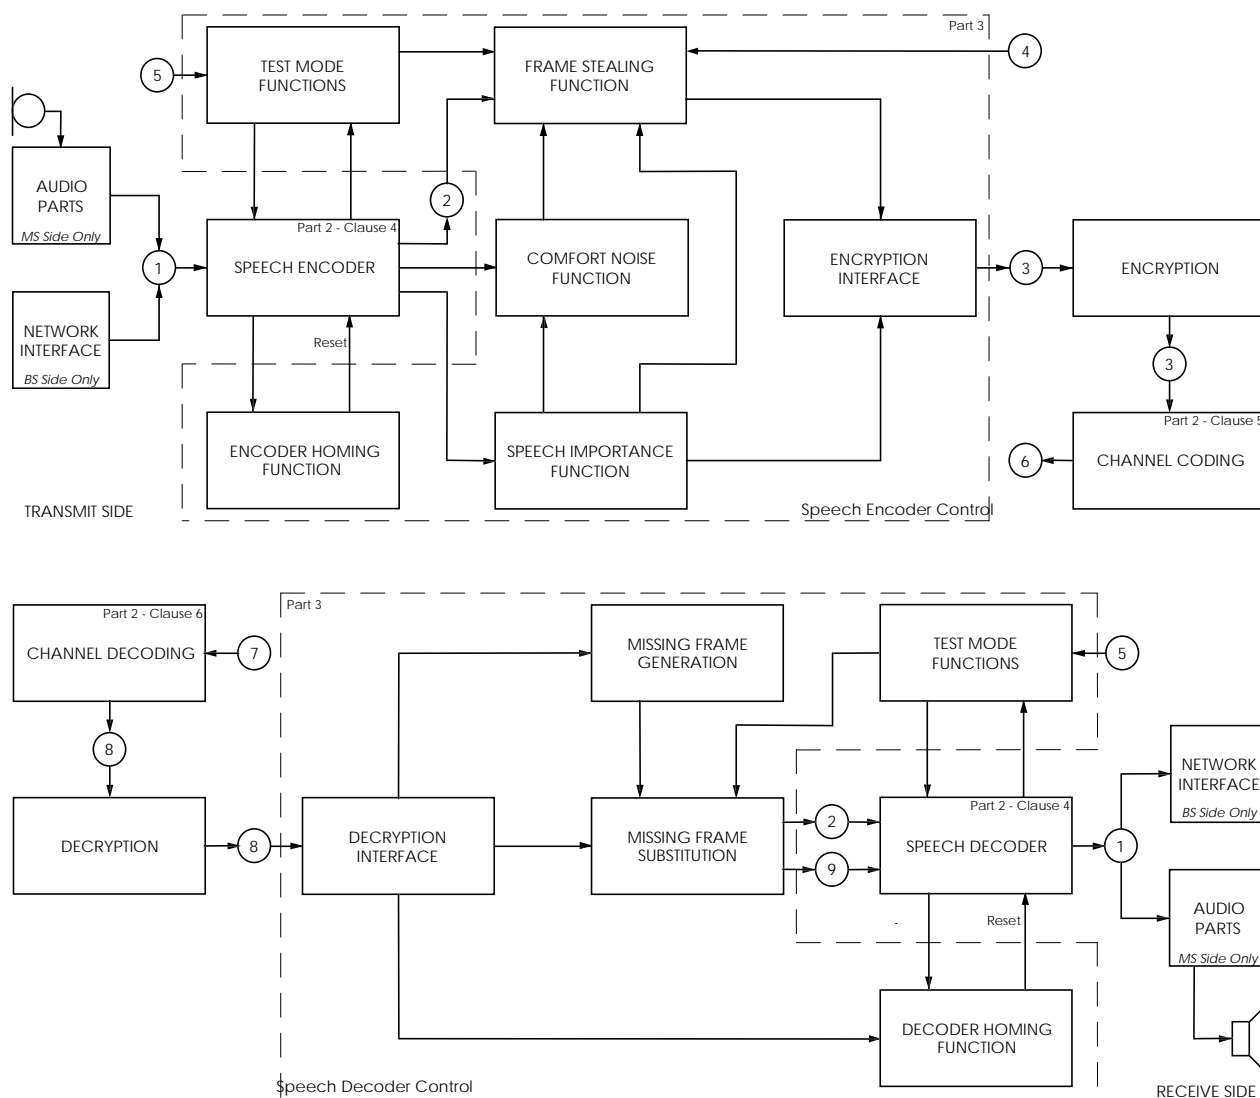 Part 3
TEST MODE
FUNCTIONS
FRAME STEALING
FUNCTION
4
5
AUDIO
PARTS
MS Side Only
2
Part 2 - Clause 4
SPEECH ENCODER
1
COMFORT NOISE
FUNCTION
ENCRYPTION
INTERFACE
3
ENCRYPTION
NETWORK
INTERFACE
BS Side Only
Reset
3
ENCODER HOMING
FUNCTION
SPEECH IMPORTANCE
FUNCTION
6
Part 2 - Clause 5
CHANNEL CODING
TRANSMIT SIDE
Speech Encoder Control
Part 2 - Clause 6
CHANNEL DECODING
7
Part 3
MISSING FRAME
GENERATION
TEST MODE
FUNCTIONS
5
8
NETWORK
INTERFACE
BS Side Only
DECRYPTION
8
DECRYPTION
INTERFACE
MISSING FRAME
SUBSTITUTION
2
9
Part 2 - Clause 4
SPEECH DECODER
1
-
Reset
AUDIO
PARTS
MS Side Only
DECODER HOMING
FUNCTION
Speech Decoder Control
RECEIVE SIDE